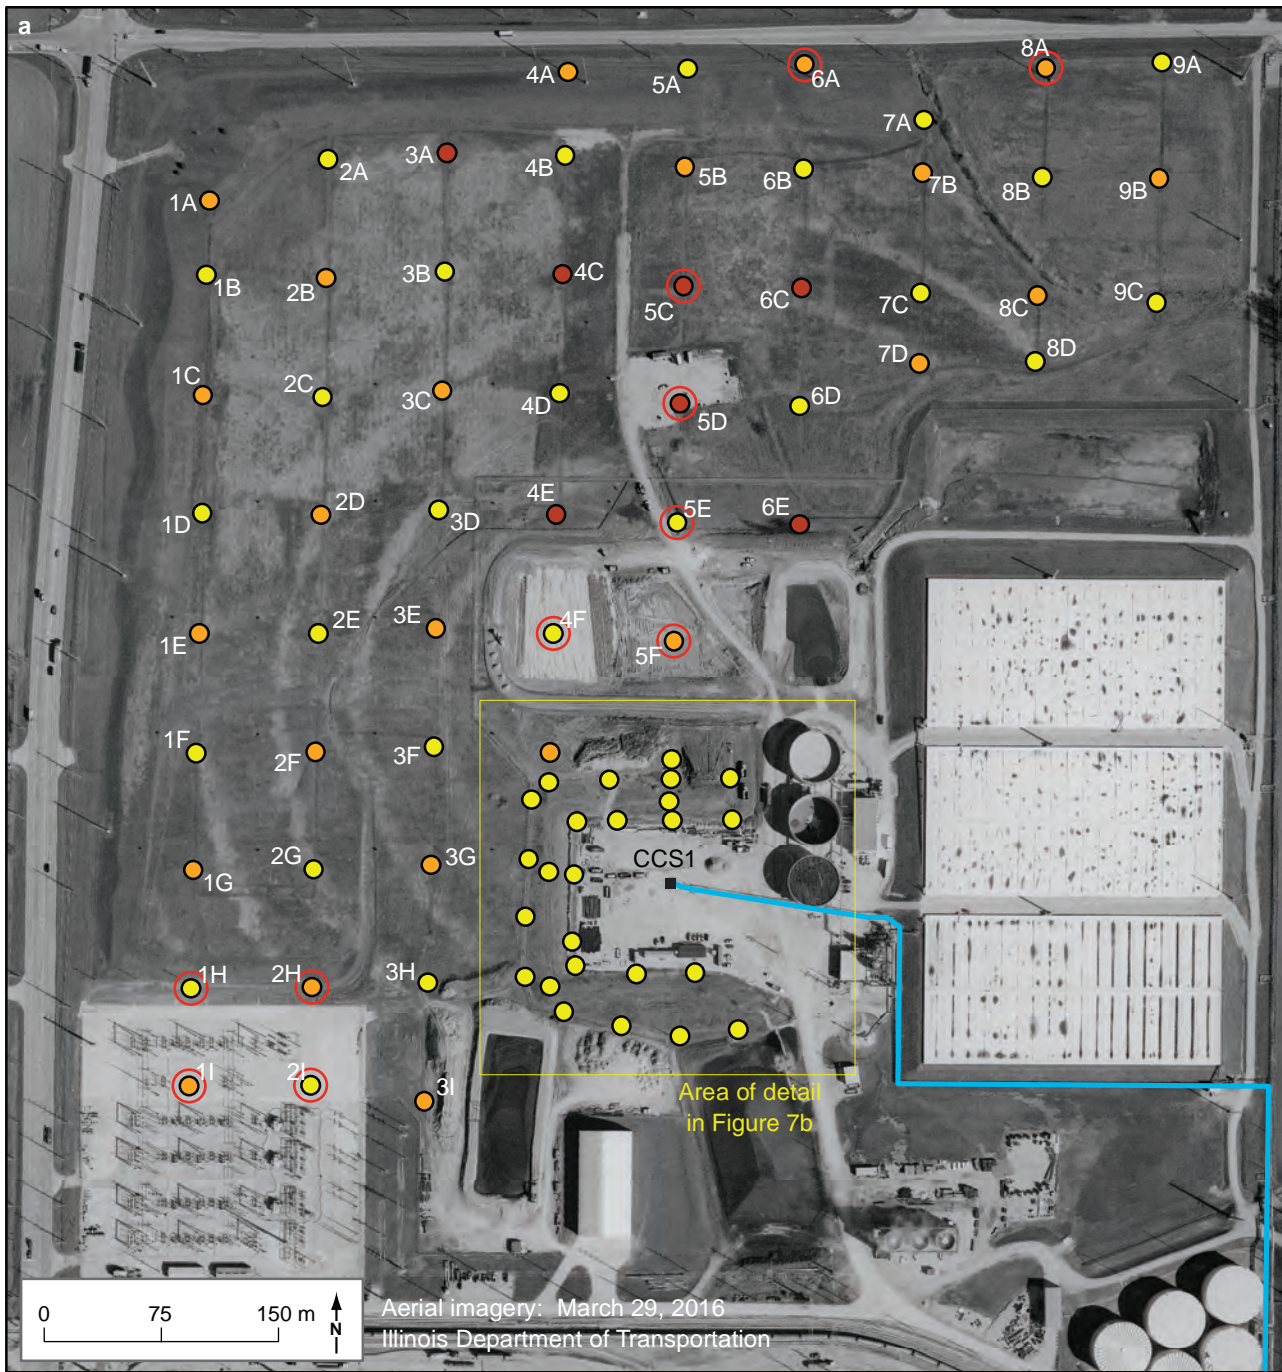 a
4A
5A
6A
8A
9A
7A
2A
3A
4B
5B
6B
7B
8B
9B
1A
1B
2B
3B
4C
5C
6C
7C
8C
9C
7D
8D
1C
2C
3C
4D
5D
6D
1D
2D
3D
4E
5E
6E
1E
2E
3E
4F
5F
1F
2F
3F
1G
2G
3G
CCS1
1H
2H
3H
1I
2I
3I
Area of detail
in Figure 7b
0 75 150 m
N
Aerial imagery: March 29, 2016
Illinois Department of Transportation